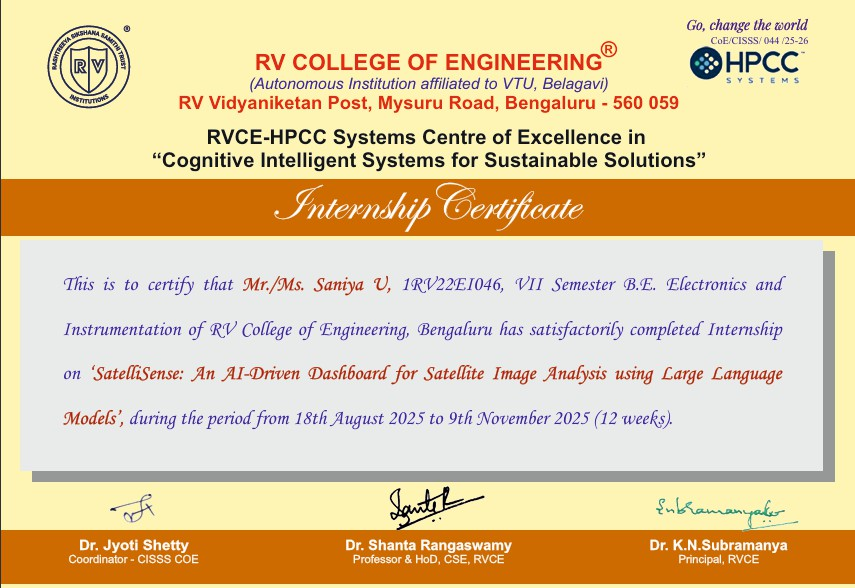 RASHTREEYA SIKSHANA SAMITHI TRUST
RV
INSTITUTIONS
®
Go, change the world
CoE/CISSS/ 044 /25-26
HPCC™
SYSTEMS
RV COLLEGE OF ENGINEERING®
(Autonomous Institution affiliated to VTU, Belagavi)
RV Vidyaniketan Post, Mysuru Road, Bengaluru - 560 059
RVCE-HPCC Systems Centre of Excellence in
“Cognitive Intelligent Systems for Sustainable Solutions”
Internship Certificate
This is to certify that Mr./Ms. Saniya U, 1RV22EI046, VII Semester B.E. Electronics and
Instrumentation of RV College of Engineering, Bengaluru has satisfactorily completed Internship
on ‘SatelliSense: An AI-Driven Dashboard for Satellite Image Analysis using Large Language
Models’, during the period from 18th August 2025 to 9th November 2025 (12 weeks).
Dr. Jyoti Shetty
Coordinator - CISSS COE
Dr. Shanta Rangaswamy
Professor & HoD, CSE, RVCE
Dr. K.N.Subramanya
Principal, RVCE